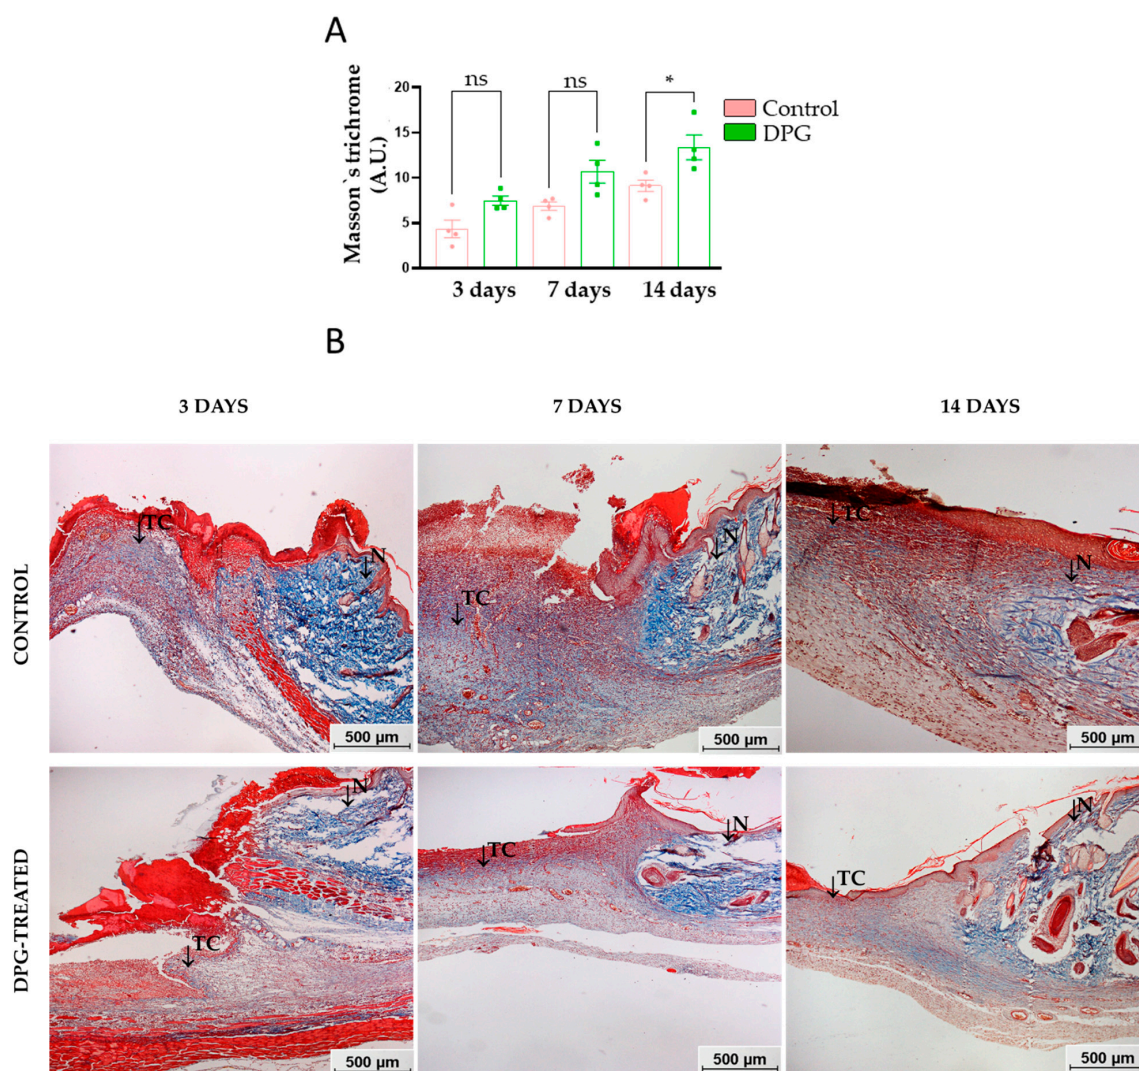 A
Masson`s trichrome
(A.U.)
20
15
10
5
0
ns
ns
*
Control
DPG
3 days
7 days
14 days
B
3 DAYS
7 DAYS
14 DAYS
CONTROL
TC
N
500 µm
TC
N
500 µm
TC
N
500 µm
DPG-TREATED
TC
N
500 µm
TC
N
500 µm
TC
N
500 µm